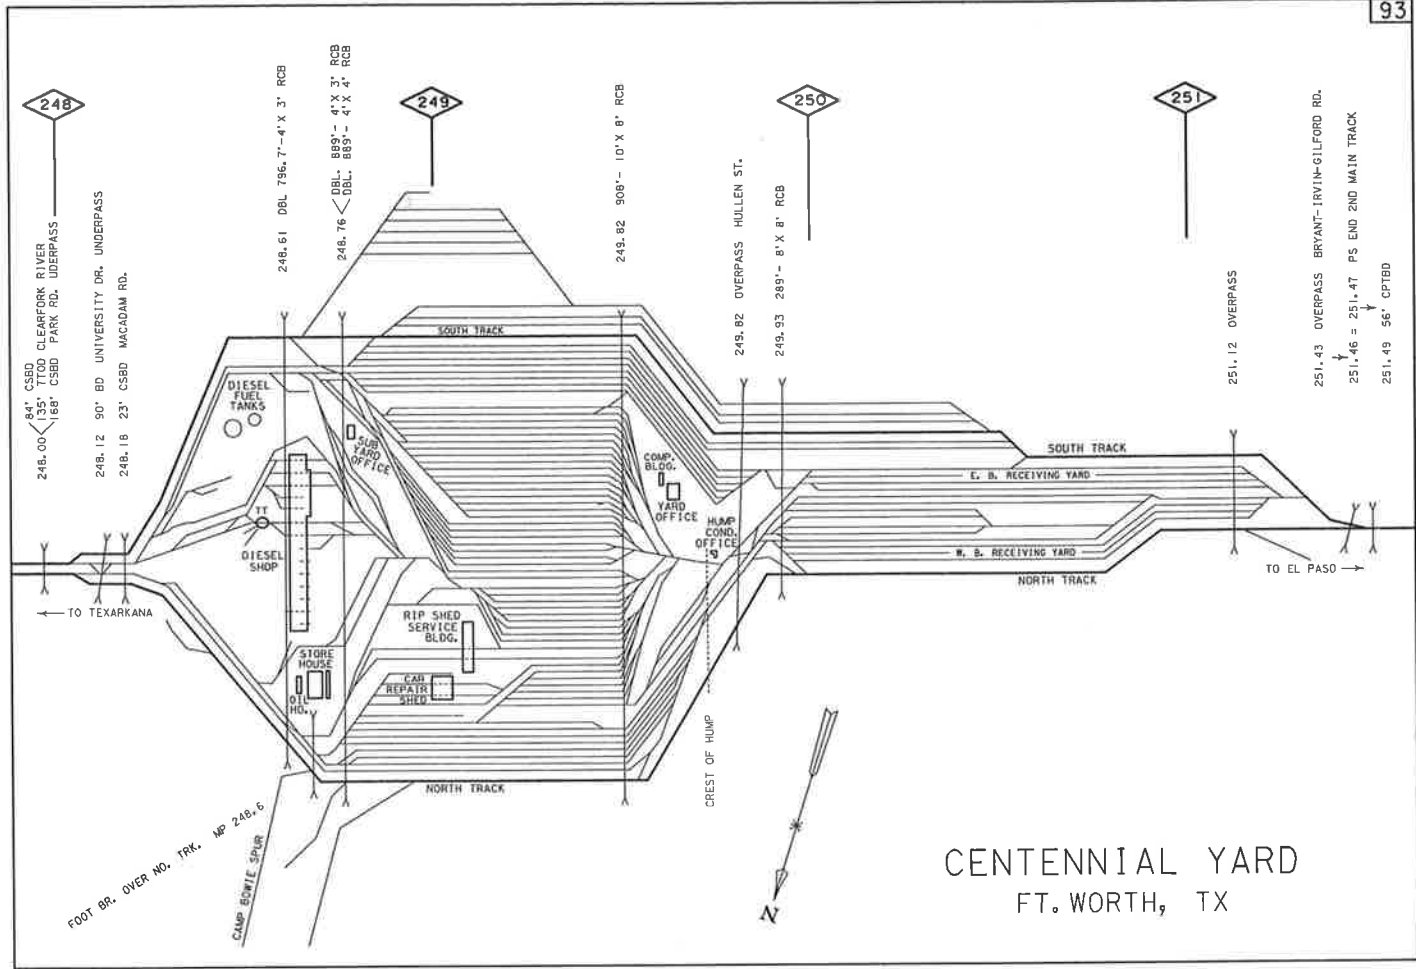 93
248
249
250
251
84' CSBD
248.00 135' TTOD CLEARFORK RIVER
168' CSBD PARK RD. UDERPASS
248.12 90' BD UNIVERSITY DR. UNDERPASS
248.18 23' CSBD MACADAM RD.
248.61 DBL 796.7'-4'X 3' RCB
248.76 DBL. 889'- 4'X 3' RCB
DBL. 889'- 4'X 4' RCB
249.82 908'- 10'X 8' RCB
249.82 OVERPASS HULLEN ST.
249.93 289'- 8'X 8' RCB
251.12 OVERPASS
251.43 OVERPASS BRYANT-IRVIN-GILFORD RD.
251.46 = 251.47 PS END 2ND MAIN TRACK
251.49 56' CPTBD
SOUTH TRACK
DIESEL
FUEL
TANKS
SUB
YARD
OFFICE
COMP.
BLDG.
YARD
OFFICE
HUMP
COND.
OFFICE
SOUTH TRACK
E. B. RECEIVING YARD
W. B. RECEIVING YARD
NORTH TRACK
TO EL PASO
TT
DIESEL
SHOP
TO TEXARKANA
RIP SHED
SERVICE
BLDG.
STORE
HOUSE
OIL
HO.
CAR
REPAIR
SHED
NORTH TRACK
CREST OF HUMP
FOOT BR. OVER NO. TRK. MP 248.6
CAMP BOWIE SPUR
N
CENTENNIAL YARD
FT. WORTH, TX